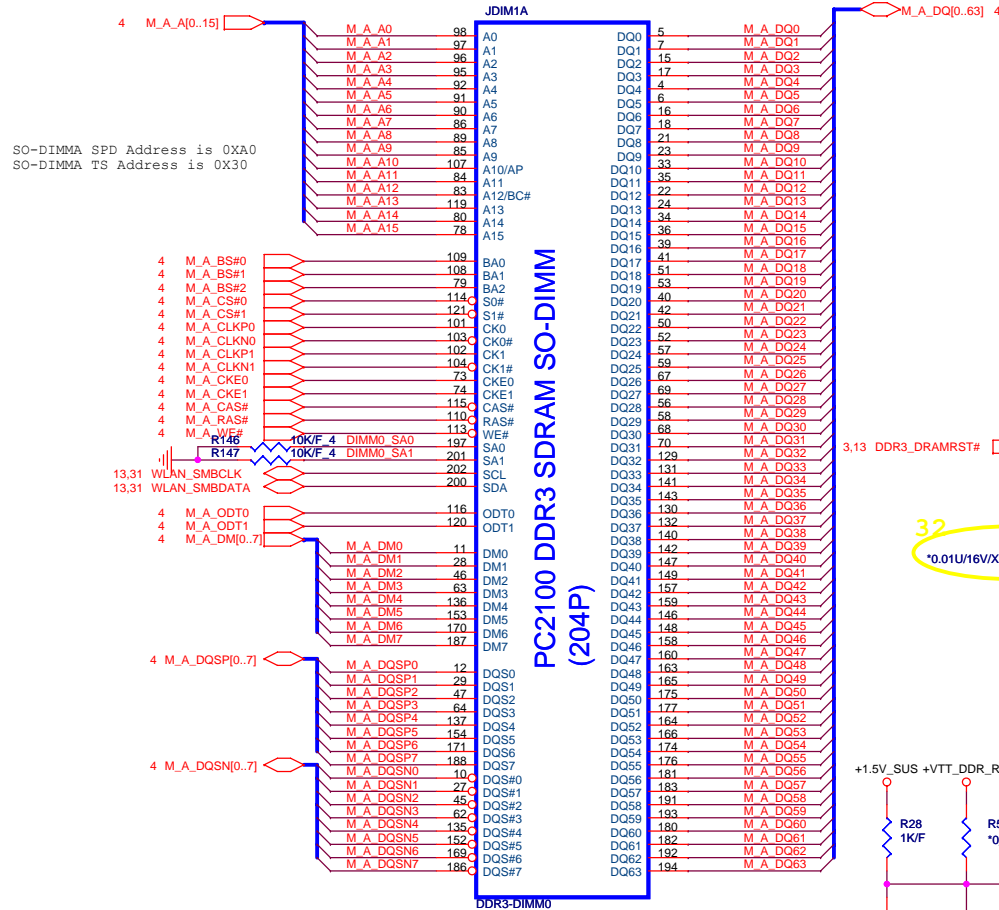 JDIM1A
4 M_A_A[0..15]
M_A_DQ[0..63] 4
SO-DIMMA SPD Address is 0XA0
SO-DIMMA TS Address is 0X30
M_A_A0 98 A0
M_A_A1 97 A1
M_A_A2 96 A2
M_A_A3 95 A3
M_A_A4 92 A4
M_A_A5 91 A5
M_A_A6 90 A6
M_A_A7 86 A7
M_A_A8 89 A8
M_A_A9 85 A9
M_A_A10 107 A10/AP
M_A_A11 84 A11
M_A_A12 83 A12/BC#
M_A_A13 119 A13
M_A_A14 80 A14
M_A_A15 78 A15
4 M_A_BS#0 109 BA0
4 M_A_BS#1 108 BA1
4 M_A_BS#2 79 BA2
4 M_A_CS#0 114 S0#
4 M_A_CS#1 121 S1#
4 M_A_CLKP0 101 CK0
4 M_A_CLKN0 103 CK0#
4 M_A_CLKP1 102 CK1
4 M_A_CLKN1 104 CK1#
4 M_A_CKE0 73 CKE0
4 M_A_CKE1 74 CKE1
4 M_A_CAS# 115 CAS#
4 M_A_RAS# 110 RAS#
4 M_A_WE# 113 WE#
R146 10K/F_4 DIMM0_SA0 197 SA0
R147 10K/F_4 DIMM0_SA1 201 SA1
13,31 WLAN_SMBCLK 202 SCL
13,31 WLAN_SMBDATA 200 SDA
4 M_A_ODT0 116 ODT0
4 M_A_ODT1 120 ODT1
4 M_A_DM[0..7]
M_A_DM0 11 DM0
M_A_DM1 28 DM1
M_A_DM2 46 DM2
M_A_DM3 63 DM3
M_A_DM4 136 DM4
M_A_DM5 153 DM5
M_A_DM6 170 DM6
M_A_DM7 187 DM7
4 M_A_DQSP[0..7]
M_A_DQSP0 12 DQS0
M_A_DQSP1 29 DQS1
M_A_DQSP2 47 DQS2
M_A_DQSP3 64 DQS3
M_A_DQSP4 137 DQS4
M_A_DQSP5 154 DQS5
M_A_DQSP6 171 DQS6
M_A_DQSP7 188 DQS7
4 M_A_DQSN[0..7]
M_A_DQSN0 10 DQS#0
M_A_DQSN1 27 DQS#1
M_A_DQSN2 45 DQS#2
M_A_DQSN3 62 DQS#3
M_A_DQSN4 135 DQS#4
M_A_DQSN5 152 DQS#5
M_A_DQSN6 169 DQS#6
M_A_DQSN7 186 DQS#7
PC2100 DDR3 SDRAM SO-DIMM
(204P)
DQ0 5 M_A_DQ0
DQ1 7 M_A_DQ1
DQ2 15 M_A_DQ2
DQ3 17 M_A_DQ3
DQ4 4 M_A_DQ4
DQ5 6 M_A_DQ5
DQ6 16 M_A_DQ6
DQ7 18 M_A_DQ7
DQ8 21 M_A_DQ8
DQ9 23 M_A_DQ9
DQ10 33 M_A_DQ10
DQ11 35 M_A_DQ11
DQ12 22 M_A_DQ12
DQ13 24 M_A_DQ13
DQ14 34 M_A_DQ14
DQ15 36 M_A_DQ15
DQ16 39 M_A_DQ16
DQ17 41 M_A_DQ17
DQ18 51 M_A_DQ18
DQ19 53 M_A_DQ19
DQ20 40 M_A_DQ20
DQ21 42 M_A_DQ21
DQ22 50 M_A_DQ22
DQ23 52 M_A_DQ23
DQ24 57 M_A_DQ24
DQ25 59 M_A_DQ25
DQ26 67 M_A_DQ26
DQ27 69 M_A_DQ27
DQ28 56 M_A_DQ28
DQ29 58 M_A_DQ29
DQ30 68 M_A_DQ30
DQ31 70 M_A_DQ31
DQ32 129 M_A_DQ32
DQ33 131 M_A_DQ33
DQ34 141 M_A_DQ34
DQ35 143 M_A_DQ35
DQ36 130 M_A_DQ36
DQ37 132 M_A_DQ37
DQ38 140 M_A_DQ38
DQ39 142 M_A_DQ39
DQ40 147 M_A_DQ40
DQ41 149 M_A_DQ41
DQ42 157 M_A_DQ42
DQ43 159 M_A_DQ43
DQ44 146 M_A_DQ44
DQ45 148 M_A_DQ45
DQ46 158 M_A_DQ46
DQ47 160 M_A_DQ47
DQ48 163 M_A_DQ48
DQ49 165 M_A_DQ49
DQ50 175 M_A_DQ50
DQ51 177 M_A_DQ51
DQ52 164 M_A_DQ52
DQ53 166 M_A_DQ53
DQ54 174 M_A_DQ54
DQ55 176 M_A_DQ55
DQ56 181 M_A_DQ56
DQ57 183 M_A_DQ57
DQ58 191 M_A_DQ58
DQ59 193 M_A_DQ59
DQ60 180 M_A_DQ60
DQ61 182 M_A_DQ61
DQ62 192 M_A_DQ62
DQ63 194 M_A_DQ63
DDR3-DIMM0
3,13 DDR3_DRAMRST#
32
*0.01U/16V/X
+1.5V_SUS +VTT_DDR_R
R28
1K/F